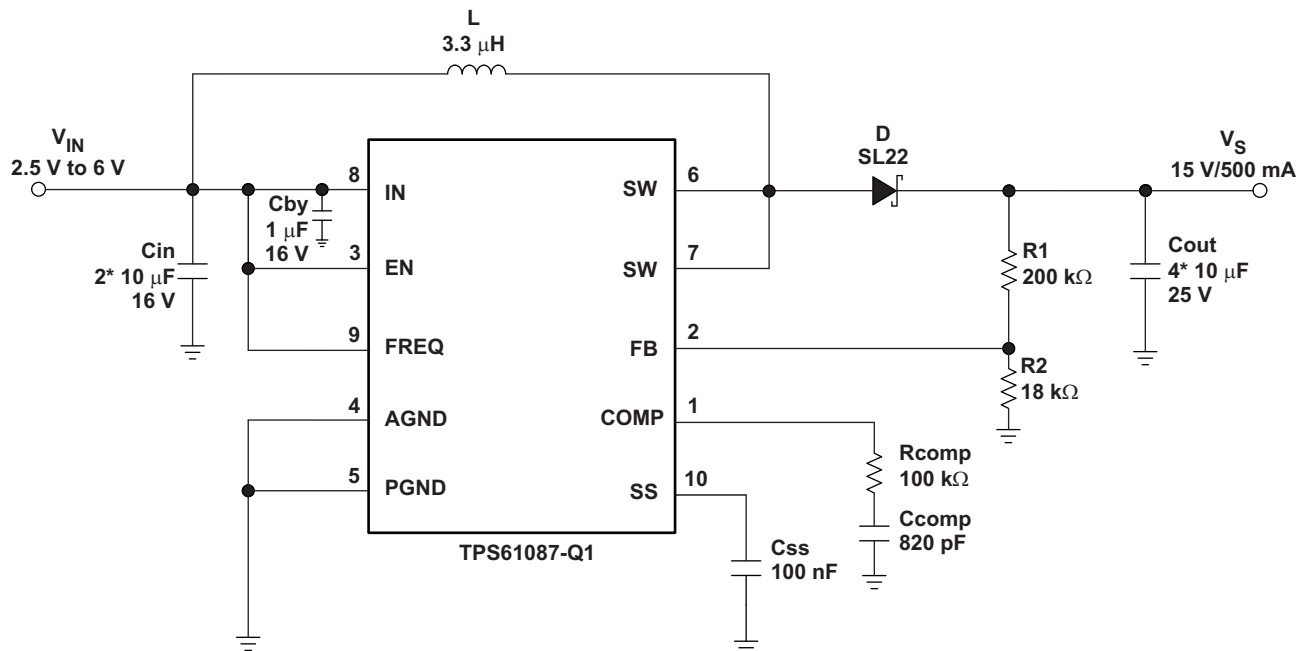 L
3.3 μH
V_IN
2.5 V to 6 V
D
SL22
V_S
15 V/500 mA
8
IN
SW
6
Cby
1 μF
16 V
Cin
2* 10 μF
16 V
3
EN
SW
7
R1
200 kΩ
Cout
4* 10 μF
25 V
9
FREQ
FB
2
R2
18 kΩ
4
AGND
COMP
1
Rcomp
100 kΩ
5
PGND
SS
10
Ccomp
820 pF
TPS61087-Q1
Css
100 nF